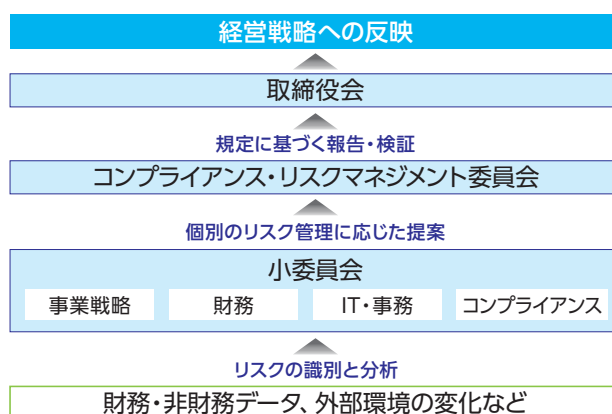 経営戦略への反映
取締役会
規定に基づく報告・検証
コンプライアンス・リスクマネジメント委員会
個別のリスク管理に応じた提案
小委員会
事業戦略 財務 IT・事務 コンプライアンス
リスクの識別と分析
財務・非財務データ、外部環境の変化など